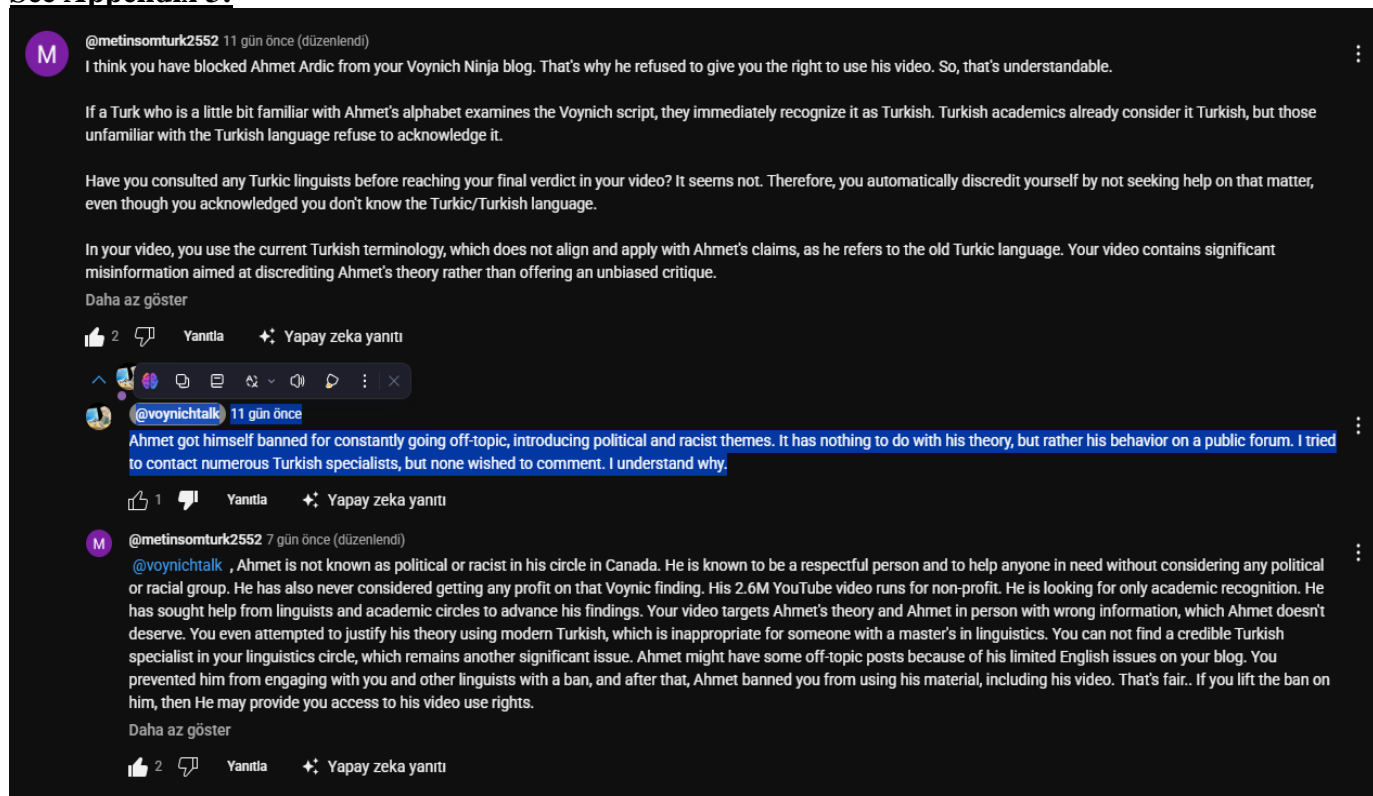 See Appendix 3:
M
@metinsomturk2552 11 gün önce (düzenlendi)
I think you have blocked Ahmet Ardic from your Voynich Ninja blog. That's why he refused to give you the right to use his video. So, that's understandable.
If a Turk who is a little bit familiar with Ahmet's alphabet examines the Voynich script, they immediately recognize it as Turkish. Turkish academics already consider it Turkish, but those
unfamiliar with the Turkish language refuse to acknowledge it.
Have you consulted any Turkic linguists before reaching your final verdict in your video? It seems not. Therefore, you automatically discredit yourself by not seeking help on that matter,
even though you acknowledged you don't know the Turkic/Turkish language.
In your video, you use the current Turkish terminology, which does not align and apply with Ahmet's claims, as he refers to the old Turkic language. Your video contains significant
misinformation aimed at discrediting Ahmet's theory rather than offering an unbiased critique.
Daha az göster
2 Yanıtla Yapay zeka yanıtı
@voynichtalk 11 gün önce
Ahmet got himself banned for constantly going off-topic, introducing political and racist themes. It has nothing to do with his theory, but rather his behavior on a public forum. I tried
to contact numerous Turkish specialists, but none wished to comment. I understand why.
1 Yanıtla Yapay zeka yanıtı
M
@metinsomturk2552 7 gün önce (düzenlendi)
@voynichtalk , Ahmet is not known as political or racist in his circle in Canada. He is known to be a respectful person and to help anyone in need without considering any political
or racial group. He has also never considered getting any profit on that Voynic finding. His 2.6M YouTube video runs for non-profit. He is looking for only academic recognition. He
has sought help from linguists and academic circles to advance his findings. Your video targets Ahmet's theory and Ahmet in person with wrong information, which Ahmet doesn't
deserve. You even attempted to justify his theory using modern Turkish, which is inappropriate for someone with a master's in linguistics. You can not find a credible Turkish
specialist in your linguistics circle, which remains another significant issue. Ahmet might have some off-topic posts because of his limited English issues on your blog. You
prevented him from engaging with you and other linguists with a ban, and after that, Ahmet banned you from using his material, including his video. That's fair.. If you lift the ban on
him, then He may provide you access to his video use rights.
Daha az göster
2 Yanıtla Yapay zeka yanıtı